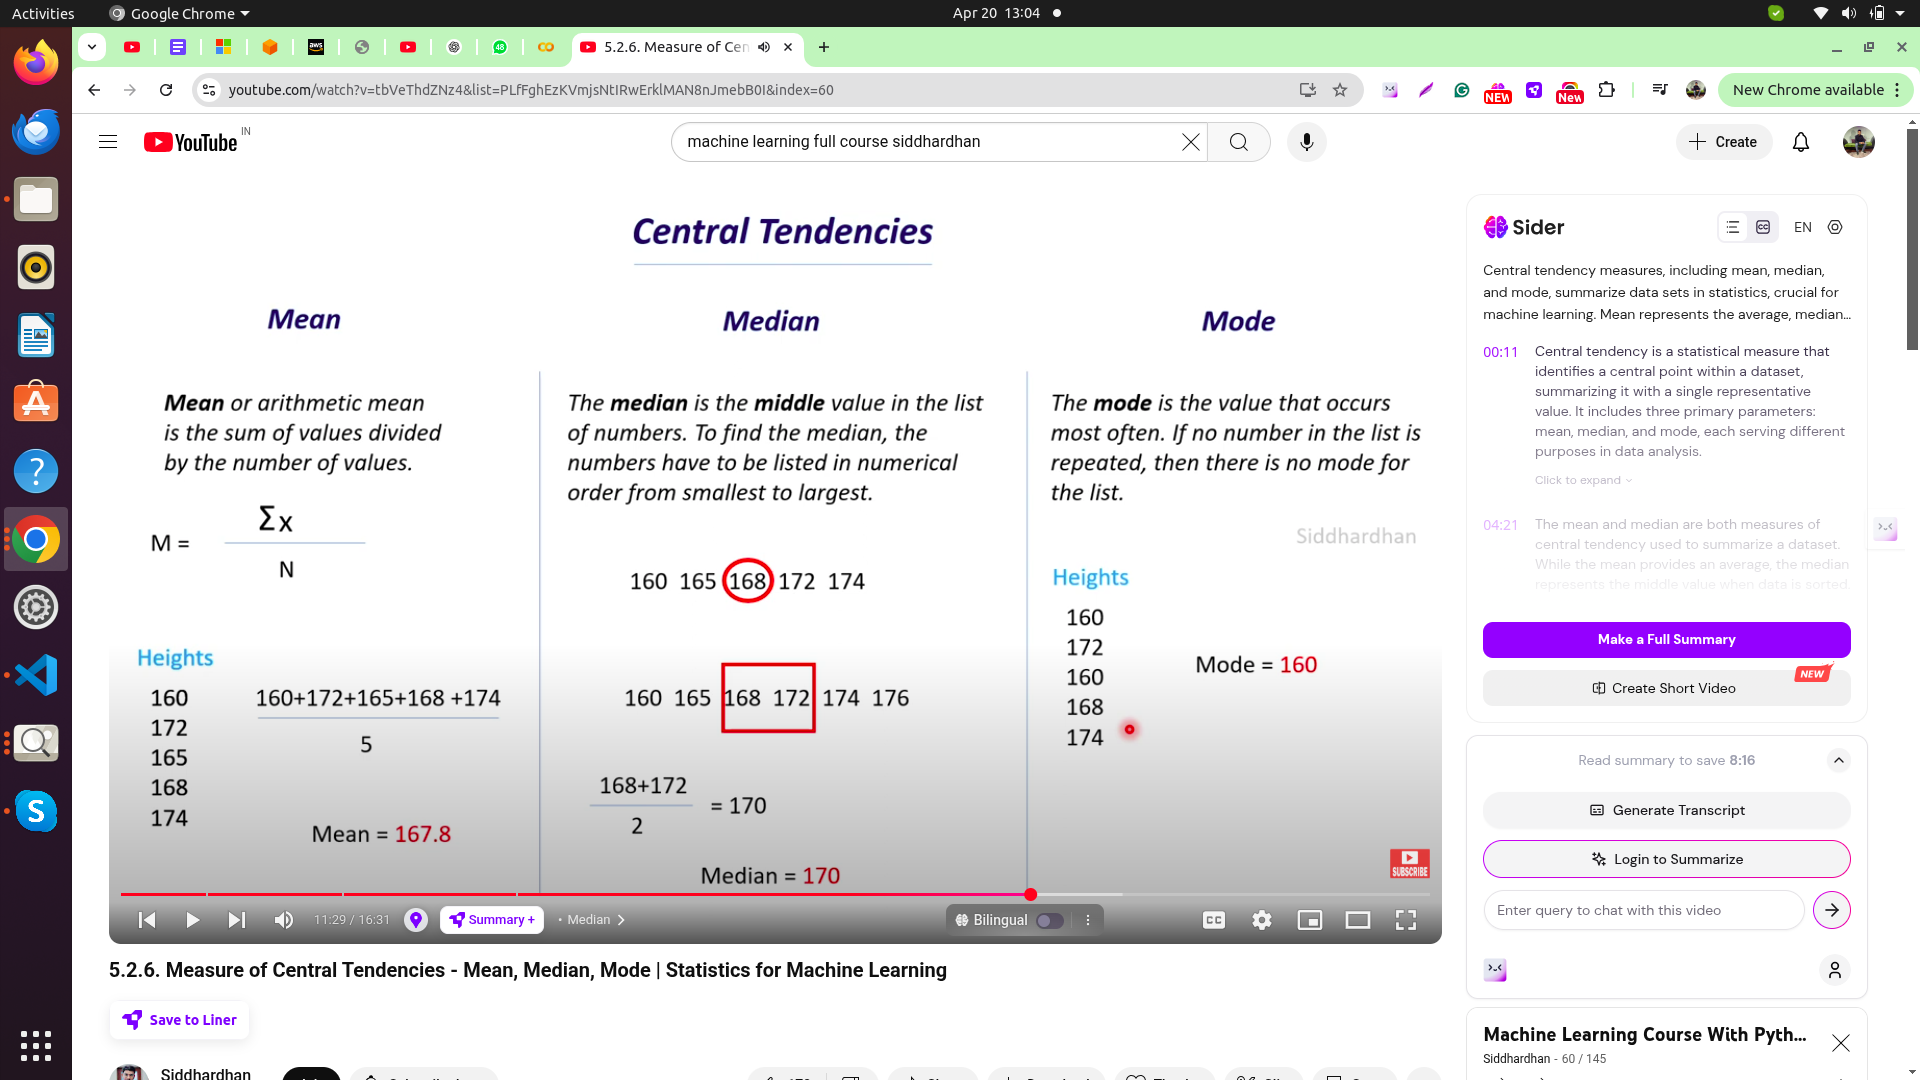 Activities
Google Chrome
Apr 20 13:04
48
aws
5.2.6. Measure of Cen
youtube.com/watch?v=tbVeThdZNz4&list=PLfFghEzKVmjsNtIRwErklMAN8nJmebB0I&index=60
NEW
New
New Chrome available
YouTube
IN
machine learning full course siddhardhan
Create
Central Tendencies
Mean
Mean or arithmetic mean
is the sum of values divided
by the number of values.
M =
Σx
N
Heights
160
172
165
168
174
160+172+165+168 +174
5
Mean = 167.8
Median
The median is the middle value in the list
of numbers. To find the median, the
numbers have to be listed in numerical
order from smallest to largest.
160 165 168 172 174
160 165 168 172 174 176
168+172
2
= 170
Median = 170
Mode
The mode is the value that occurs
most often. If no number in the list is
repeated, then there is no mode for
the list.
Siddhardhan
Heights
160
172
160
168
174
Mode = 160
SUBSCRIBE
11:29 / 16:31
Summary +
• Median
Bilingual
CC
5.2.6. Measure of Central Tendencies - Mean, Median, Mode | Statistics for Machine Learning
Save to Liner
Siddhardhan
Sider
CC
EN
Central tendency measures, including mean, median,
and mode, summarize data sets in statistics, crucial for
machine learning. Mean represents the average, median...
00:11
Central tendency is a statistical measure that
identifies a central point within a dataset,
summarizing it with a single representative
value. It includes three primary parameters:
mean, median, and mode, each serving different
purposes in data analysis.
Click to expand
04:21
The mean and median are both measures of
central tendency used to summarize a dataset.
While the mean provides an average, the median
represents the middle value when data is sorted.
Make a Full Summary
NEW
Create Short Video
Read summary to save 8:16
Generate Transcript
Login to Summarize
Enter query to chat with this video
Machine Learning Course With Pyth...
Siddhardhan - 60 / 145